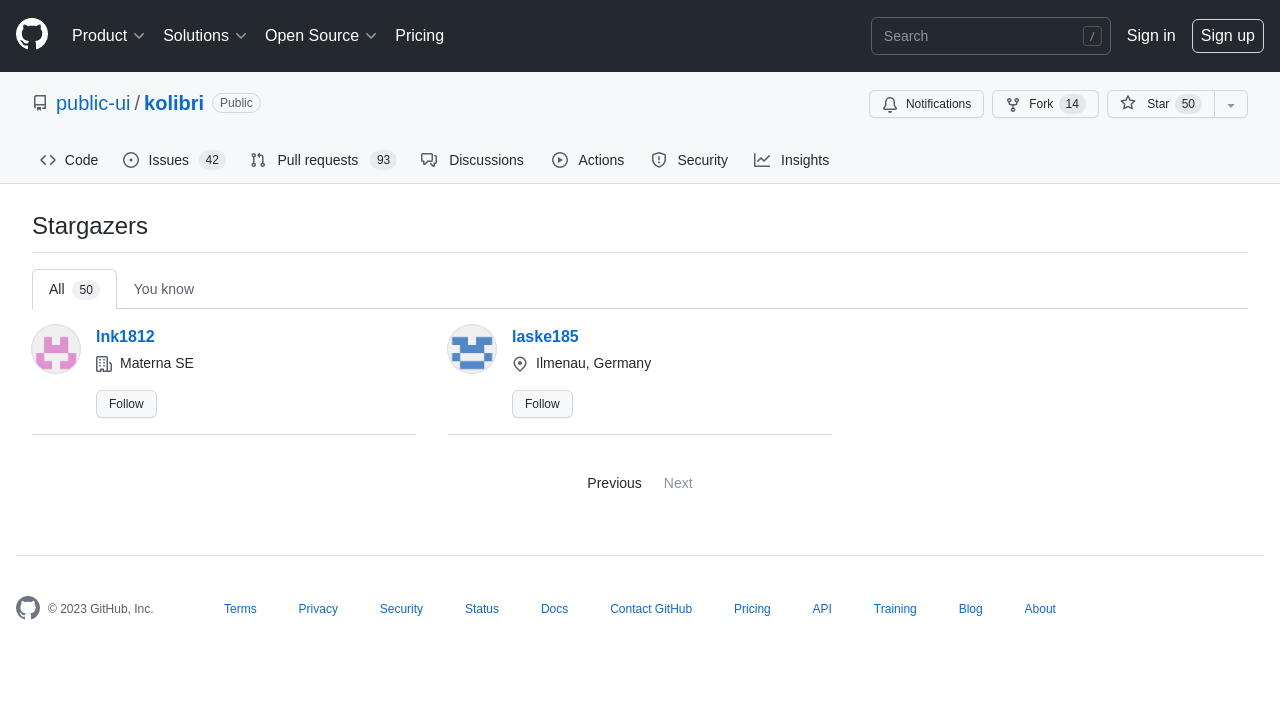 Product Solutions Open Source Pricing Search / Sign in Sign up
public-ui / kolibri Public Notifications Fork 14 Star 50
Code Issues 42 Pull requests 93 Discussions Actions Security Insights
Stargazers
All 50 You know
lnk1812
Materna SE
Follow
laske185
Ilmenau, Germany
Follow
Previous Next
© 2023 GitHub, Inc. Terms Privacy Security Status Docs Contact GitHub Pricing API Training Blog About